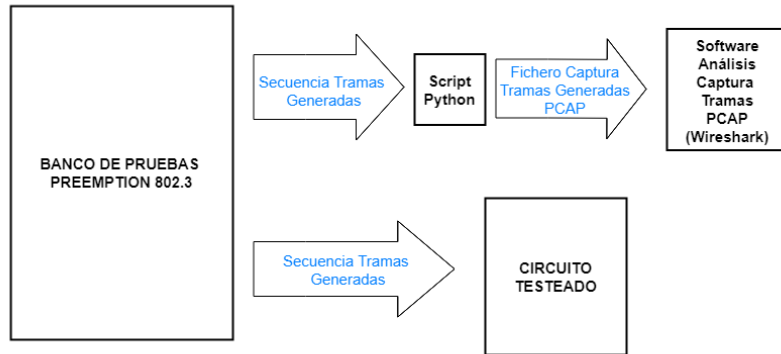 BANCO DE PRUEBAS
PREEMPTION 802.3
Secuencia Tramas
Generadas
Script
Python
Fichero Captura
Tramas Generadas
PCAP
Software
Análisis
Captura
Tramas
PCAP
(Wireshark)
Secuencia Tramas
Generadas
CIRCUITO
TESTEADO